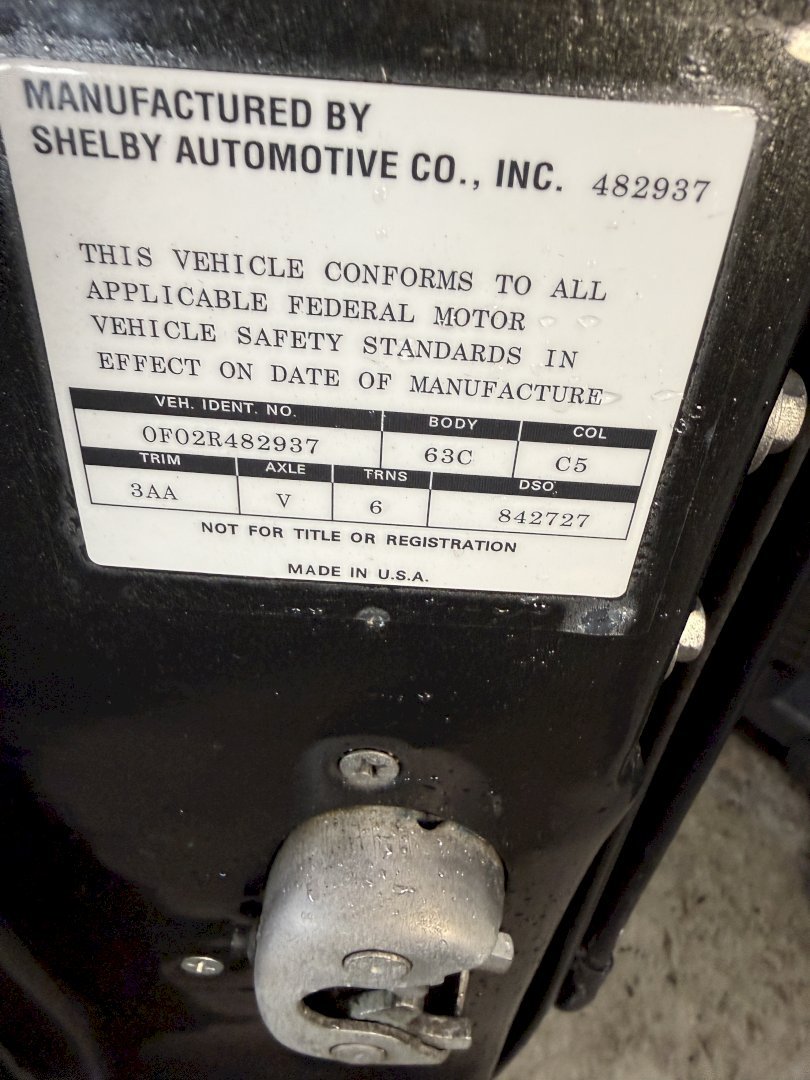 MANUFACTURED BY
SHELBY AUTOMOTIVE CO., INC. 482937
THIS VEHICLE CONFORMS TO ALL
APPLICABLE FEDERAL MOTOR
VEHICLE SAFETY STANDARDS IN
EFFECT ON DATE OF MANUFACTURE
VEH. IDENT. NO. BODY COL
0F02R482937 63C C5
TRIM AXLE TRNS DSO
3AA V 6 842727
NOT FOR TITLE OR REGISTRATION
MADE IN U.S.A.